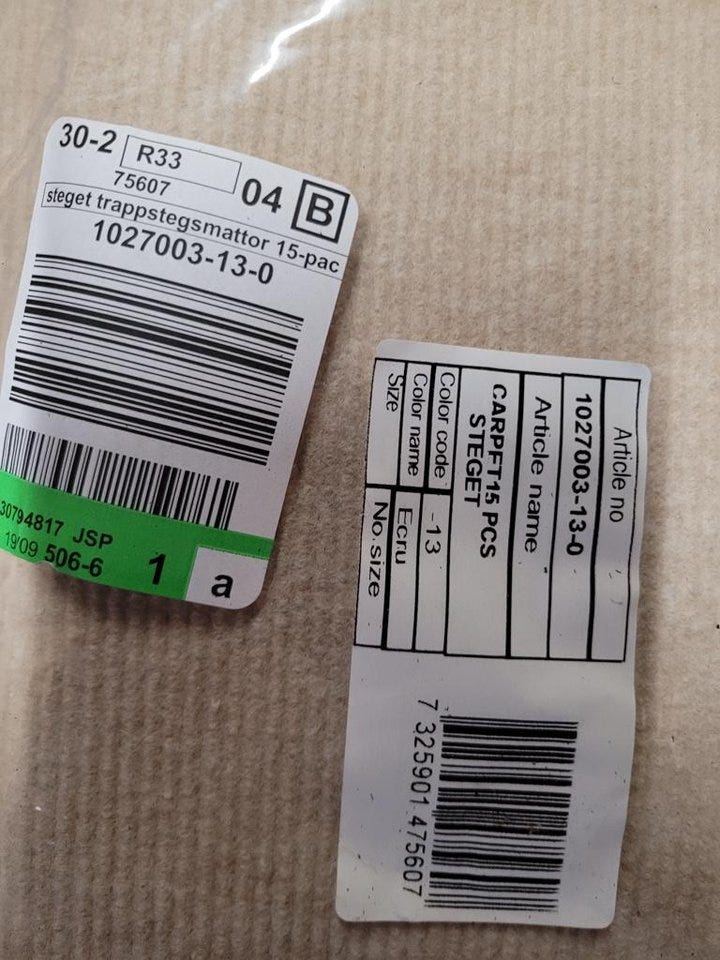 30-2 R33 04 B
75607
steget trappstegsmattor 15-pac
1027003-13-0
30794817 JSP
19/09 506-6 1 a
Article no
1027003-13-0
Article name
CARPFT15 PCS
STEGET
Color code -13
Color name Ecru
Size No.size
7 325901 475607